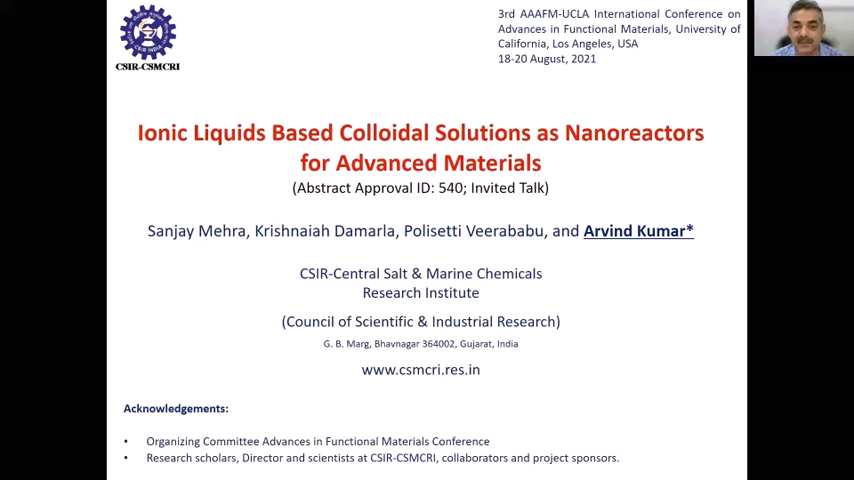 CSIR-CSMCRI
3rd AAAFM-UCLA International Conference on
Advances in Functional Materials, University of
California, Los Angeles, USA
18-20 August, 2021
Ionic Liquids Based Colloidal Solutions as Nanoreactors
for Advanced Materials
(Abstract Approval ID: 540; Invited Talk)
Sanjay Mehra, Krishnaiah Damarla, Polisetti Veerababu, and Arvind Kumar*
CSIR-Central Salt & Marine Chemicals
Research Institute
(Council of Scientific & Industrial Research)
G. B. Marg, Bhavnagar 364002, Gujarat, India
www.csmcri.res.in
Acknowledgements:
• Organizing Committee Advances in Functional Materials Conference
• Research scholars, Director and scientists at CSIR-CSMCRI, collaborators and project sponsors.